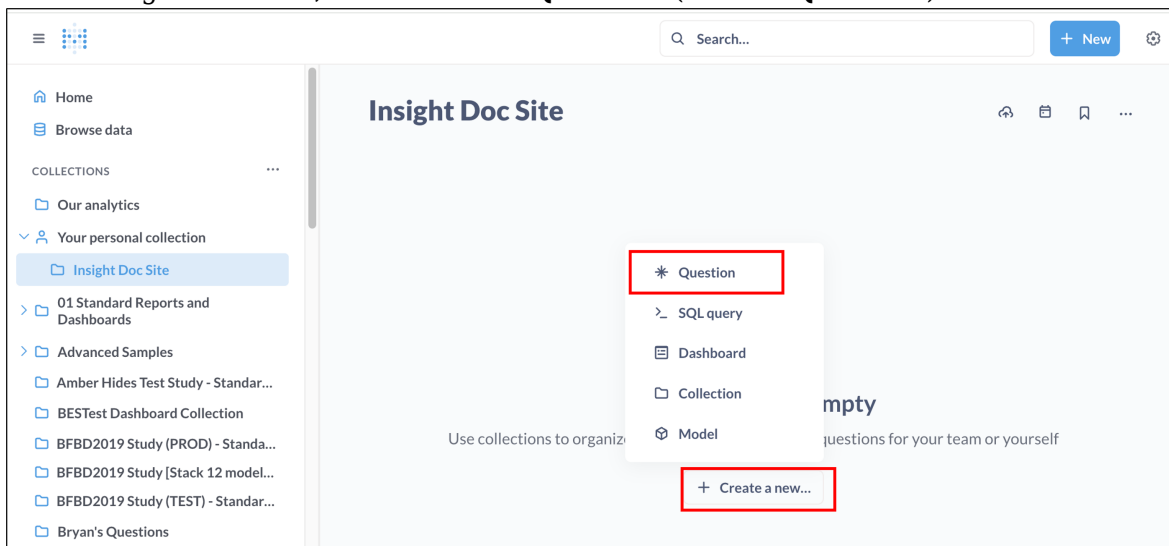 Search...
+ New
Home
Browse data
COLLECTIONS
...
Our analytics
Your personal collection
Insight Doc Site
01 Standard Reports and
Dashboards
Advanced Samples
Amber Hides Test Study - Standar...
BESTest Dashboard Collection
BFBD2019 Study (PROD) - Standa...
BFBD2019 Study [Stack 12 model...
BFBD2019 Study (TEST) - Standar...
Bryan's Questions
Insight Doc Site
...
Question
SQL query
Dashboard
Collection
Model
mpty
Use collections to organiz
questions for your team or yourself
+ Create a new...